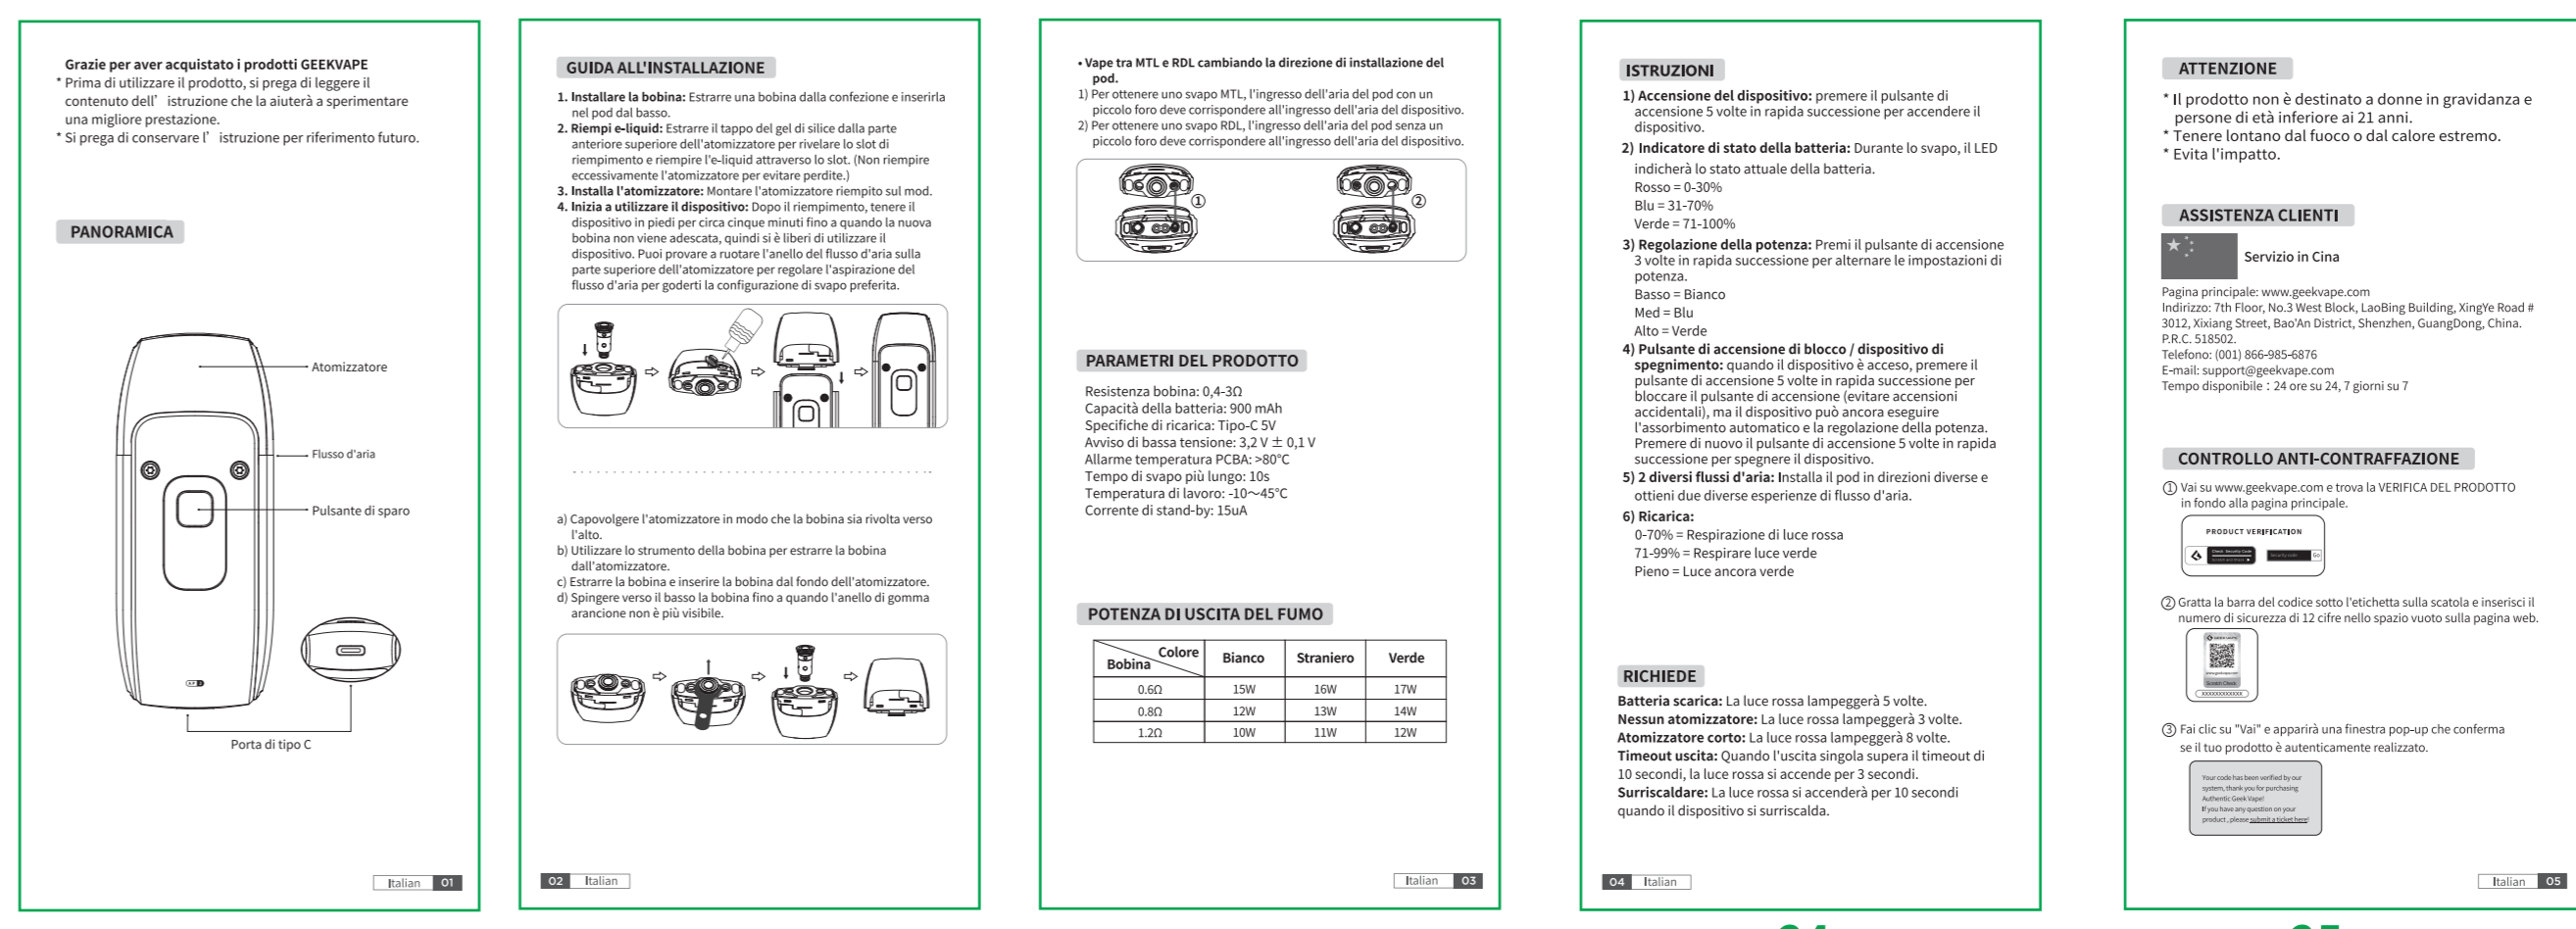 Grazie per aver acquistato i prodotti GEEKVAPE
* Prima di utilizzare il prodotto, si prega di leggere il
contenuto dell’ istruzione che la aiuterà a sperimentare
una migliore prestazione.
* Si prega di conservare l’ istruzione per riferimento futuro.
PANORAMICA
Atomizzatore
Flusso d'aria
Pulsante di sparo
Porta di tipo C
Italian 01
GUIDA ALL'INSTALLAZIONE
1. Installare la bobina: Estrarre una bobina dalla confezione e inserirla
nel pod dal basso.
2. Riempi e-liquid: Estrarre il tappo del gel di silice dalla parte
anteriore superiore dell'atomizzatore per rivelare lo slot di
riempimento e riempire l'e-liquid attraverso lo slot. (Non riempire
eccessivamente l'atomizzatore per evitare perdite.)
3. Installa l'atomizzatore: Montare l'atomizzatore riempito sul mod.
4. Inizia a utilizzare il dispositivo: Dopo il riempimento, tenere il
dispositivo in piedi per circa cinque minuti fino a quando la nuova
bobina non viene adescata, quindi si è liberi di utilizzare il
dispositivo. Puoi provare a ruotare l'anello del flusso d'aria sulla
parte superiore dell'atomizzatore per regolare l'aspirazione del
flusso d'aria per goderti la configurazione di svapo preferita.
a) Capovolgere l'atomizzatore in modo che la bobina sia rivolta verso
l'alto.
b) Utilizzare lo strumento della bobina per estrarre la bobina
dall'atomizzatore.
c) Estrarre la bobina e inserire la bobina dal fondo dell'atomizzatore.
d) Spingere verso il basso la bobina fino a quando l'anello di gomma
arancione non è più visibile.
02 Italian
• Vape tra MTL e RDL cambiando la direzione di installazione del
pod.
1) Per ottenere uno svapo MTL, l'ingresso dell'aria del pod con un
piccolo foro deve corrispondere all'ingresso dell'aria del dispositivo.
2) Per ottenere uno svapo RDL, l'ingresso dell'aria del pod senza un
piccolo foro deve corrispondere all'ingresso dell'aria del dispositivo.
① ②
PARAMETRI DEL PRODOTTO
Resistenza bobina: 0,4-3Ω
Capacità della batteria: 900 mAh
Specifiche di ricarica: Tipo-C 5V
Avviso di bassa tensione: 3,2 V ± 0,1 V
Allarme temperatura PCBA: >80℃
Tempo di svapo più lungo: 10s
Temperatura di lavoro: -10～45℃
Corrente di stand-by: 15uA
POTENZA DI USCITA DEL FUMO
Colore
Bobina Bianco Straniero Verde
0.6Ω 15W 16W 17W
0.8Ω 12W 13W 14W
1.2Ω 10W 11W 12W
Italian 03
ISTRUZIONI
1) Accensione del dispositivo: premere il pulsante di
accensione 5 volte in rapida successione per accendere il
dispositivo.
2) Indicatore di stato della batteria: Durante lo svapo, il LED
indicherà lo stato attuale della batteria.
Rosso = 0-30%
Blu = 31-70%
Verde = 71-100%
3) Regolazione della potenza: Premi il pulsante di accensione
3 volte in rapida successione per alternare le impostazioni di
potenza.
Basso = Bianco
Med = Blu
Alto = Verde
4) Pulsante di accensione di blocco / dispositivo di
spegnimento: quando il dispositivo è acceso, premere il
pulsante di accensione 5 volte in rapida successione per
bloccare il pulsante di accensione (evitare accensioni
accidentali), ma il dispositivo può ancora eseguire
l'assorbimento automatico e la regolazione della potenza.
Premere di nuovo il pulsante di accensione 5 volte in rapida
successione per spegnere il dispositivo.
5) 2 diversi flussi d'aria: Installa il pod in direzioni diverse e
ottieni due diverse esperienze di flusso d'aria.
6) Ricarica:
0-70% = Respirazione di luce rossa
71-99% = Respirare luce verde
Pieno = Luce ancora verde
RICHIEDE
Batteria scarica: La luce rossa lampeggerà 5 volte.
Nessun atomizzatore: La luce rossa lampeggerà 3 volte.
Atomizzatore corto: La luce rossa lampeggerà 8 volte.
Timeout uscita: Quando l'uscita singola supera il timeout di
10 secondi, la luce rossa si accende per 3 secondi.
Surriscaldare: La luce rossa si accenderà per 10 secondi
quando il dispositivo si surriscalda.
04 Italian
ATTENZIONE
* Il prodotto non è destinato a donne in gravidanza e
persone di età inferiore ai 21 anni.
* Tenere lontano dal fuoco o dal calore estremo.
* Evita l'impatto.
ASSISTENZA CLIENTI
Servizio in Cina
Pagina principale: www.geekvape.com
Indirizzo: 7th Floor, No.3 West Block, LaoBing Building, XingYe Road #
3012, Xixiang Street, Bao'An District, Shenzhen, GuangDong, China.
P.R.C. 518502.
Telefono: (001) 866-985-6876
E-mail: support@geekvape.com
Tempo disponibile : 24 ore su 24, 7 giorni su 7
CONTROLLO ANTI-CONTRAFFAZIONE
① Vai su www.geekvape.com e trova la VERIFICA DEL PRODOTTO
in fondo alla pagina principale.
PRODUCT VERIFICATION
Check Security Code
Security code Go
② Gratta la barra del codice sotto l'etichetta sulla scatola e inserisci il
numero di sicurezza di 12 cifre nello spazio vuoto sulla pagina web.
GEEK VAPE
www.geekvape.com
Scratch Check
XXXXXXXXXXXX
③ Fai clic su "Vai" e apparirà una finestra pop-up che conferma
se il tuo prodotto è autenticamente realizzato.
Your code has been verified by our
system, thank you for purchasing
Authentic Geek Vape!
If you have any question on your
product , please submit a ticket here!
Italian 05